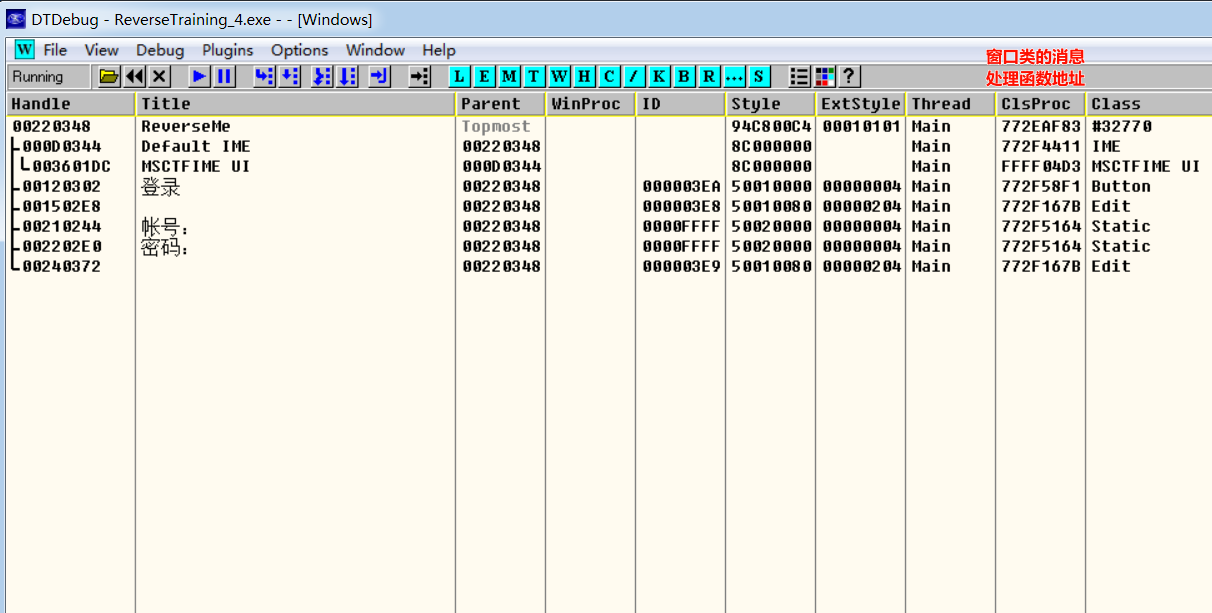 DTDebug - ReverseTraining_4.exe - - [Windows]
W File View Debug Plugins Options Window Help
窗口类的消息
处理函数地址
Running L E M T W H C / K B R ... S ?
Handle Title Parent WinProc ID Style ExtStyle Thread ClsProc Class
00220348 ReverseMe Topmost 94C800C4 00010101 Main 772EAF83 #32770
000D0344 Default IME 00220348 8C000000 Main 772F4411 IME
003601DC MSCTFIME UI 000D0344 8C000000 Main FFFF04D3 MSCTFIME UI
00120302 登录 00220348 000003EA 50010000 00000004 Main 772F58F1 Button
001502E8 00220348 000003E8 50010080 00000204 Main 772F167B Edit
00210244 帐号: 00220348 0000FFFF 50020000 00000004 Main 772F5164 Static
002202E0 密码: 00220348 0000FFFF 50020000 00000004 Main 772F5164 Static
00240372 00220348 000003E9 50010080 00000204 Main 772F167B Edit